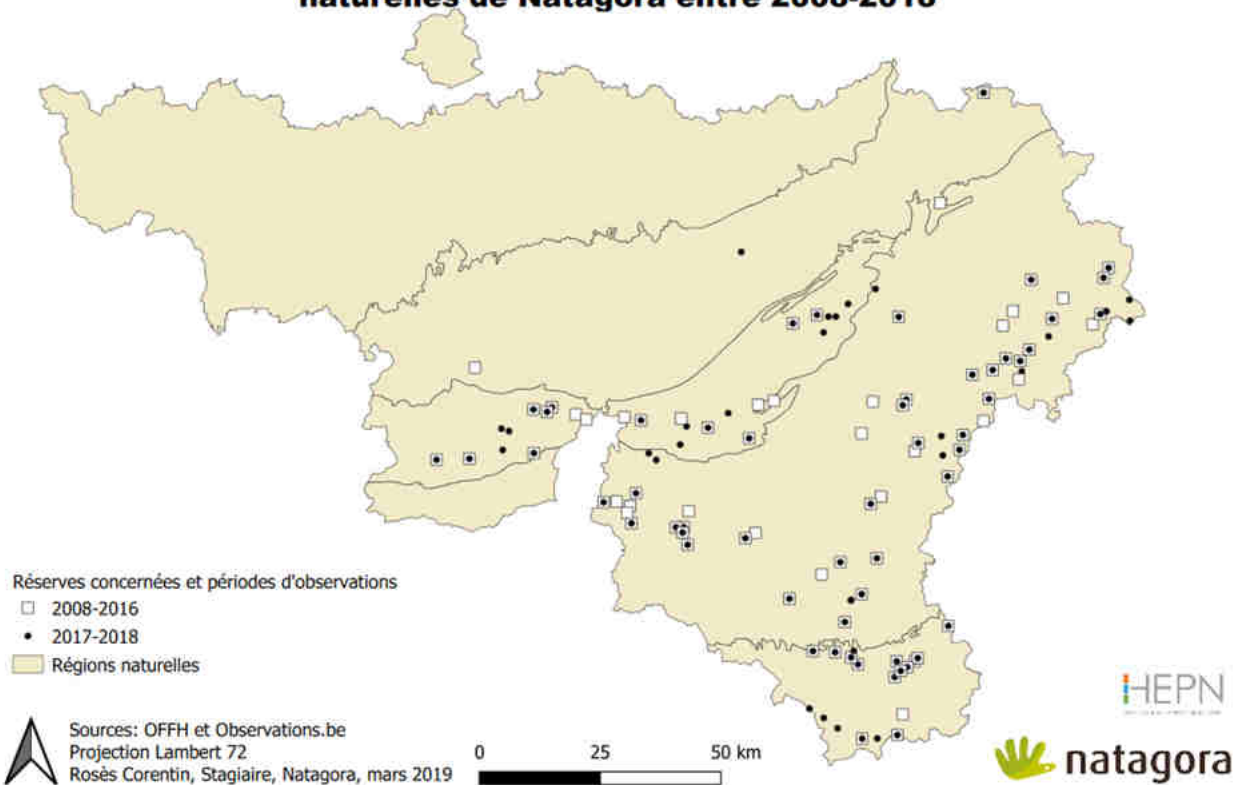 naturelles de Natagora entre 2008-2018
Réserves concernées et périodes d'observations
2008-2016
2017-2018
Régions naturelles
Sources: OFFH et Observations.be
Projection Lambert 72
Rosès Corentin, Stagiaire, Natagora, mars 2019
0 25 50 km
HEPN
natagora